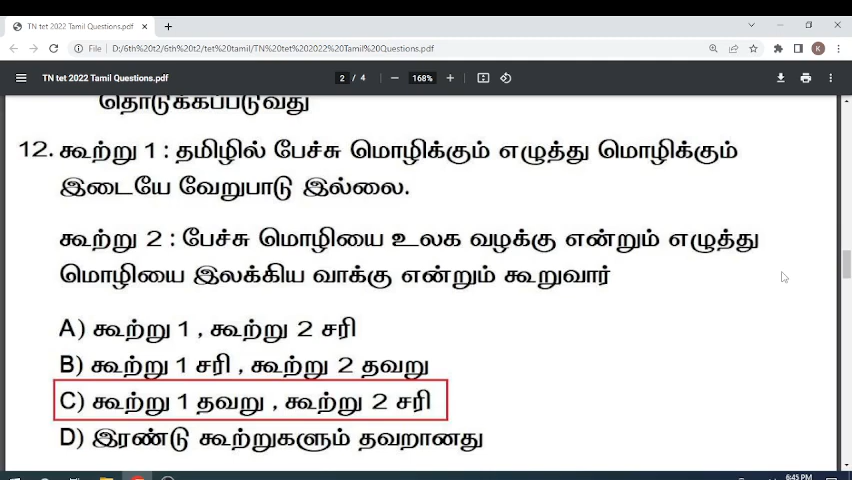 TN tet 2022 Tamil Questions.pdf
File D:/6th%20t2/6th%20t2/tet%20tamil/TN%20tet%202022%20Tamil%20Questions.pdf
K
TN tet 2022 Tamil Questions.pdf 2 / 4 168%
தொடுக்கப்படுவது
12. கூற்று 1 : தமிழில் பேச்சு மொழிக்கும் எழுத்து மொழிக்கும்
இடையே வேறுபாடு இல்லை.
கூற்று 2 : பேச்சு மொழியை உலக வழக்கு என்றும் எழுத்து
மொழியை இலக்கிய வாக்கு என்றும் கூறுவார்
A) கூற்று 1 , கூற்று 2 சரி
B) கூற்று 1 சரி , கூற்று 2 தவறு
C) கூற்று 1 தவறு , கூற்று 2 சரி
D) இரண்டு கூற்றுகளும் தவறானது
6:45 PM